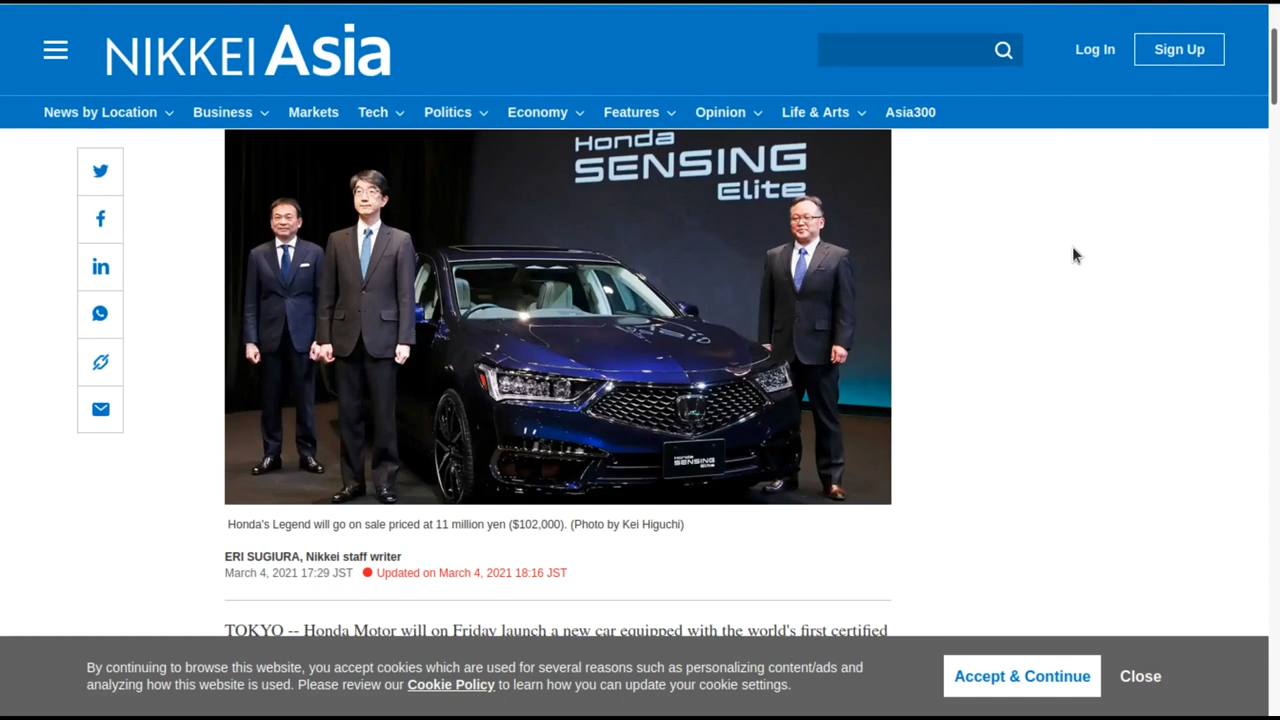 NIKKEI Asia
Log In
Sign Up
News by Location
Business
Markets
Tech
Politics
Economy
Features
Opinion
Life & Arts
Asia300
Honda
SENSING
Elite
Honda
SENSING
Elite
Honda's Legend will go on sale priced at 11 million yen ($102,000). (Photo by Kei Higuchi)
ERI SUGIURA, Nikkei staff writer
March 4, 2021 17:29 JST
Updated on March 4, 2021 18:16 JST
TOKYO -- Honda Motor will on Friday launch a new car equipped with the world's first certified
By continuing to browse this website, you accept cookies which are used for several reasons such as personalizing content/ads and
analyzing how this website is used. Please review our Cookie Policy to learn how you can update your cookie settings.
Accept & Continue
Close